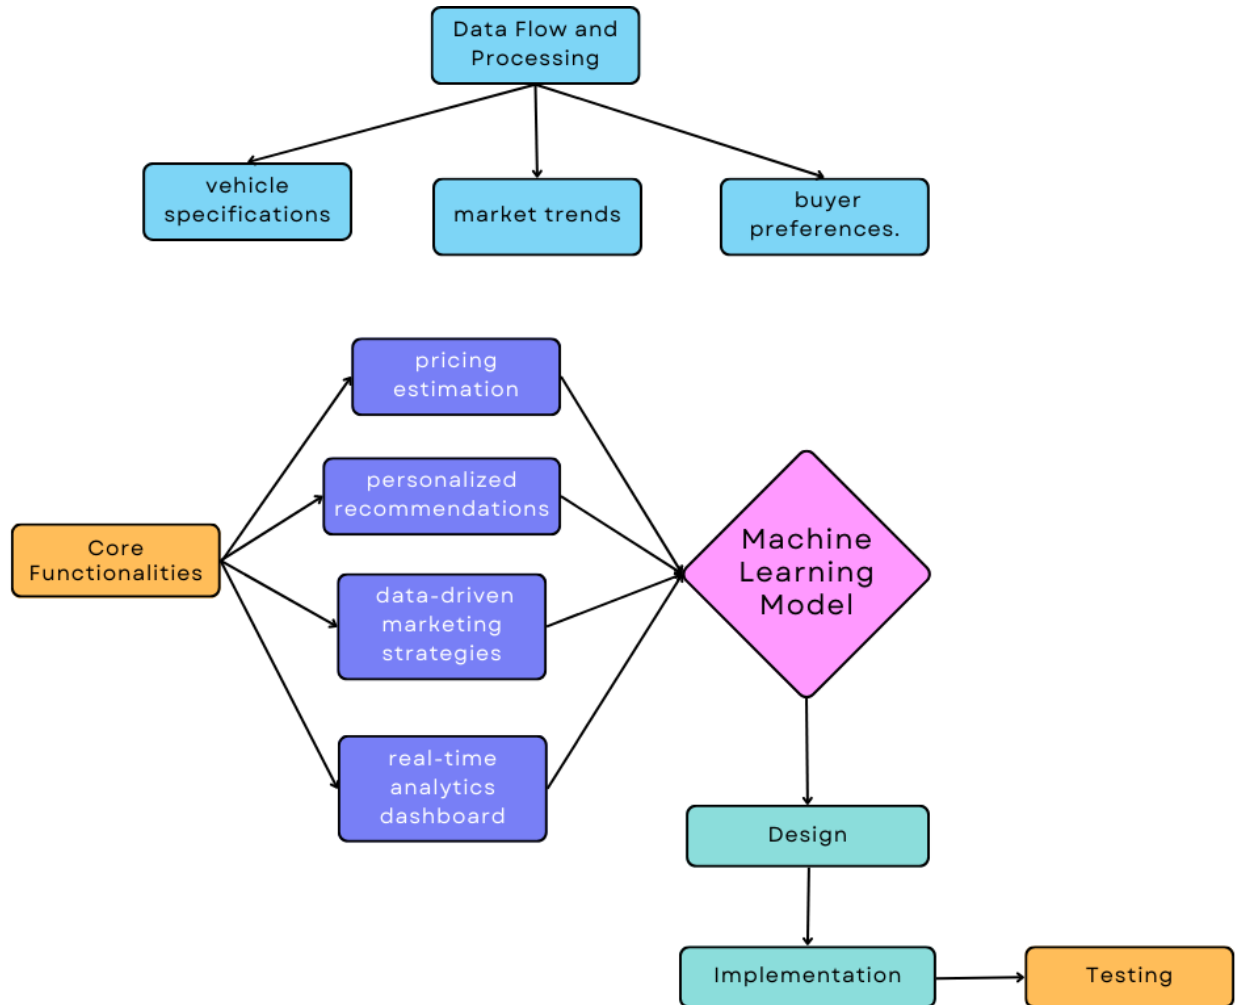 Data Flow and
Processing
vehicle
specifications
market trends
buyer
preferences.
pricing
estimation
personalized
recommendations
Core
Functionalities
data-driven
marketing
strategies
real-time
analytics
dashboard
Machine
Learning
Model
Design
Implementation
Testing